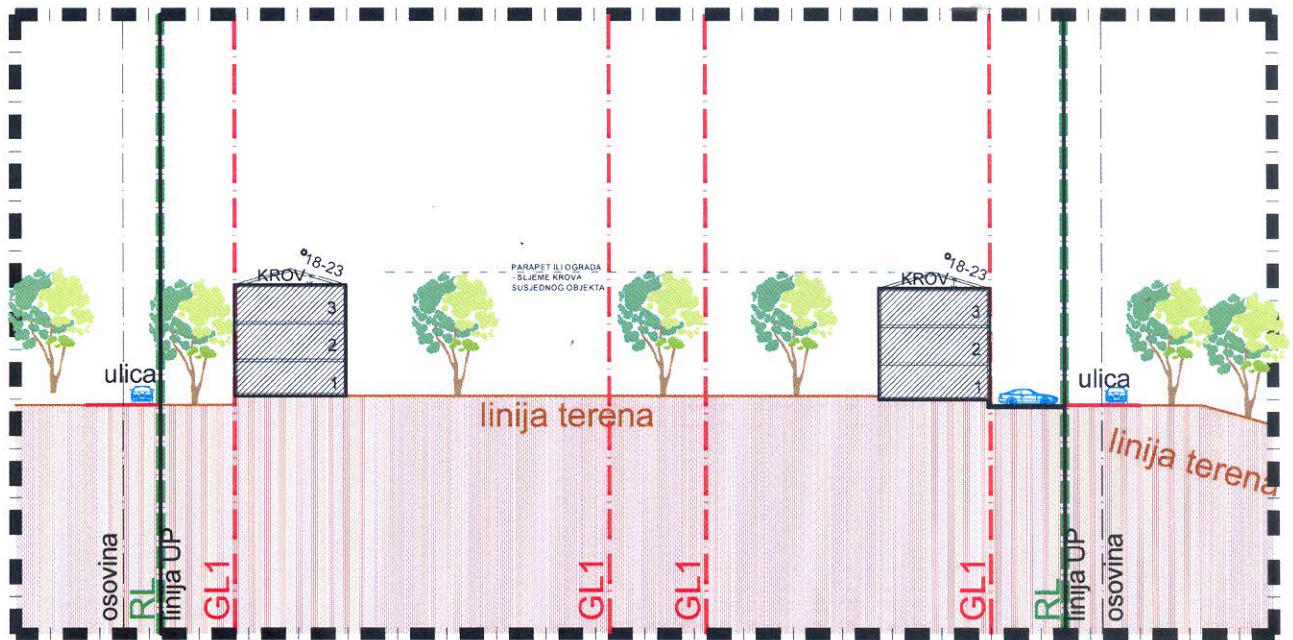 °18-23
KROV
3
2
1
PARAPET ILI OGRADA
- SLJEME KROVA
SUSJEDNOG OBJEKTA
°18-23
KROV
3
2
1
ulica
ulica
linija terena
linija terena
osovina
RL
linija UP
GL1
GL1
GL1
GL1
RL
linija UP
osovina